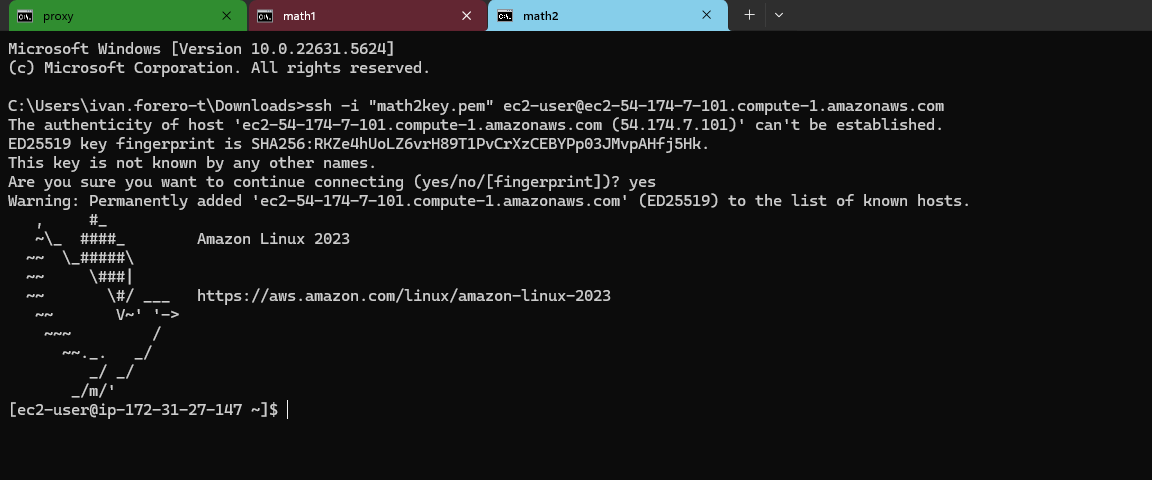 proxy
math1
math2
Microsoft Windows [Version 10.0.22631.5624]
(c) Microsoft Corporation. All rights reserved.
C:\Users\ivan.forero-t\Downloads>ssh -i "math2key.pem" ec2-user@ec2-54-174-7-101.compute-1.amazonaws.com
The authenticity of host 'ec2-54-174-7-101.compute-1.amazonaws.com (54.174.7.101)' can't be established.
ED25519 key fingerprint is SHA256:RKZe4hUoLZ6vrH89T1PvCrXzCEBYPp03JMvpAHfj5Hk.
This key is not known by any other names.
Are you sure you want to continue connecting (yes/no/[fingerprint])? yes
Warning: Permanently added 'ec2-54-174-7-101.compute-1.amazonaws.com' (ED25519) to the list of known hosts.
   ,     #_
   ~\_  ####_        Amazon Linux 2023
  ~~  \_#####\
  ~~     \###|
  ~~       \#/ ___   https://aws.amazon.com/linux/amazon-linux-2023
   ~~       V~' '->
    ~~~         /
      ~~._.   _/
         _/ _/
       _/m/'
[ec2-user@ip-172-31-27-147 ~]$